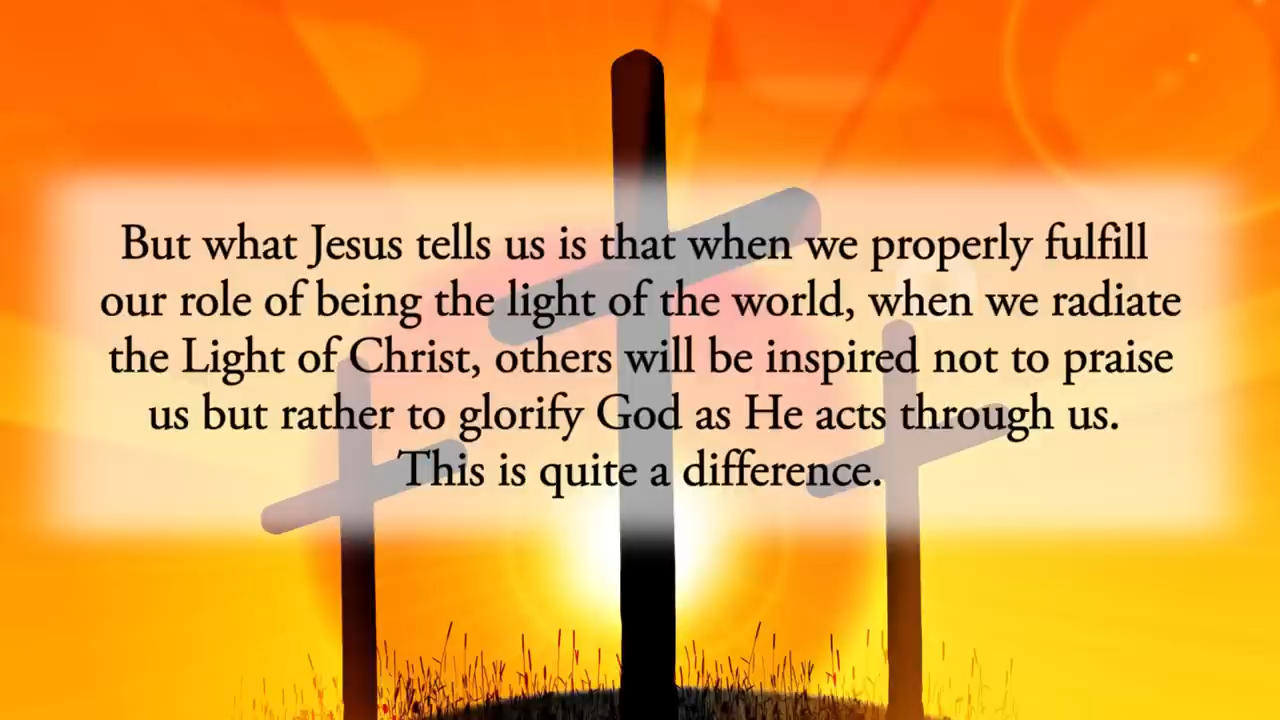 But what Jesus tells us is that when we properly fulfill
our role of being the light of the world, when we radiate
the Light of Christ, others will be inspired not to praise
us but rather to glorify God as He acts through us.
This is quite a difference.